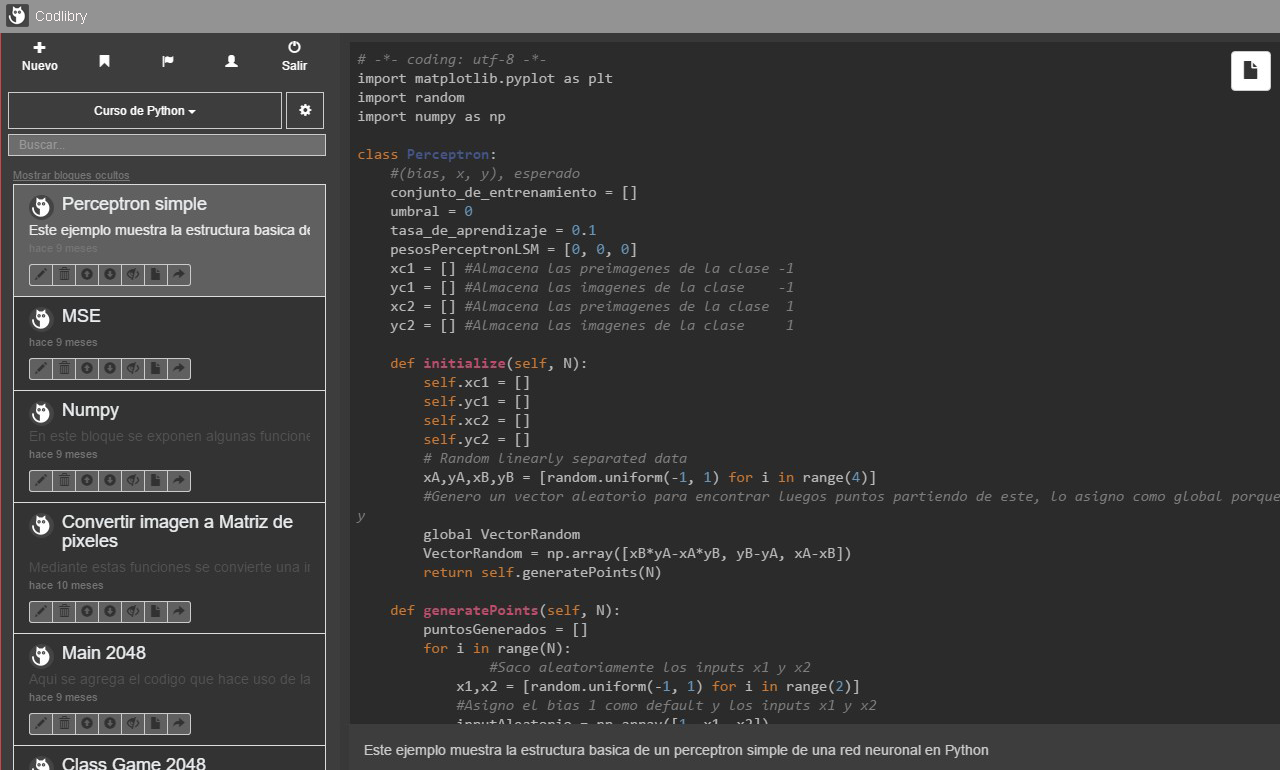 Codlibry
Nuevo
Salir
Curso de Python
Buscar...
Mostrar bloques ocultos
Perceptron simple
Este ejemplo muestra la estructura basica de
hace 9 meses
MSE
hace 9 meses
Numpy
En este bloque se exponen algunas funcione
hace 9 meses
Convertir imagen a Matriz de
pixeles
Mediante estas funciones se convierte una in
hace 10 meses
Main 2048
Aqui se agrega el codigo que hace uso de la
hace 9 meses
Class Game 2048
# -*- coding: utf-8 -*-
import matplotlib.pyplot as plt
import random
import numpy as np
class Perceptron:
#(bias, x, y), esperado
conjunto_de_entrenamiento = []
umbral = 0
tasa_de_aprendizaje = 0.1
pesosPerceptronLSM = [0, 0, 0]
xc1 = [] #Almacena las preimagenes de la clase -1
yc1 = [] #Almacena las imagenes de la clase    -1
xc2 = [] #Almacena las preimagenes de la clase  1
yc2 = [] #Almacena las imagenes de la clase     1
def initialize(self, N):
self.xc1 = []
self.yc1 = []
self.xc2 = []
self.yc2 = []
# Random linearly separated data
xA,yA,xB,yB = [random.uniform(-1, 1) for i in range(4)]
#Genero un vector aleatorio para encontrar luegos puntos partiendo de este, lo asigno como global porque
y
global VectorRandom
VectorRandom = np.array([xB*yA-xA*yB, yB-yA, xA-xB])
return self.generatePoints(N)
def generatePoints(self, N):
puntosGenerados = []
for i in range(N):
#Saco aleatoriamente los inputs x1 y x2
x1,x2 = [random.uniform(-1, 1) for i in range(2)]
#Asigno el bias 1 como default y los inputs x1 y x2
inputAleatorio = np.array([1, x1, x2])
Este ejemplo muestra la estructura basica de un perceptron simple de una red neuronal en Python